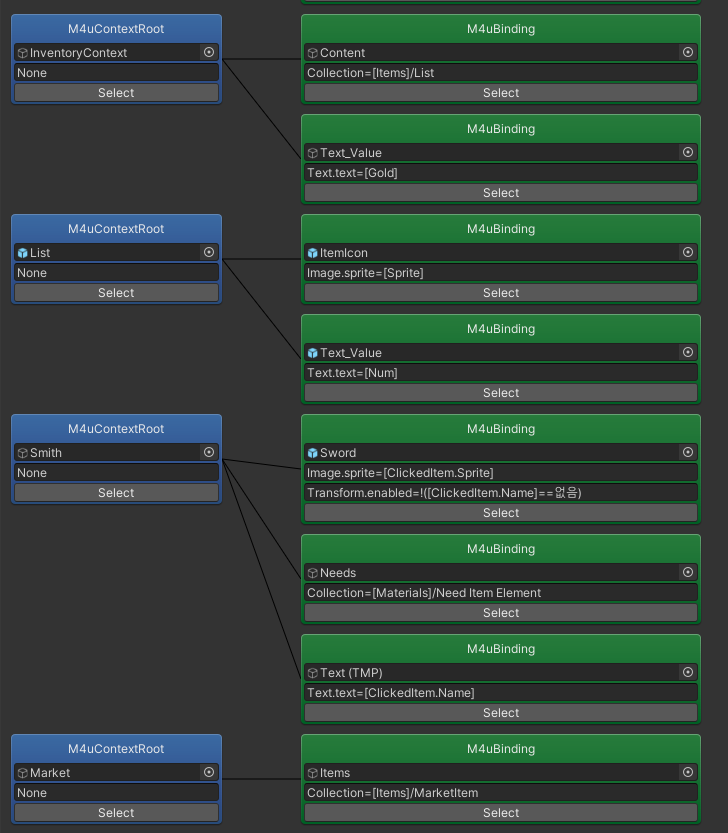 M4uContextRoot
InventoryContext
None
Select
M4uBinding
Content
Collection=[Items]/List
Select
M4uBinding
Text_Value
Text.text=[Gold]
Select
M4uContextRoot
List
None
Select
M4uBinding
ItemIcon
Image.sprite=[Sprite]
Select
M4uBinding
Text_Value
Text.text=[Num]
Select
M4uContextRoot
Smith
None
Select
M4uBinding
Sword
Image.sprite=[ClickedItem.Sprite]
Transform.enabled=!([ClickedItem.Name]==없음)
Select
M4uBinding
Needs
Collection=[Materials]/Need Item Element
Select
M4uBinding
Text (TMP)
Text.text=[ClickedItem.Name]
Select
M4uContextRoot
Market
None
Select
M4uBinding
Items
Collection=[Items]/MarketItem
Select